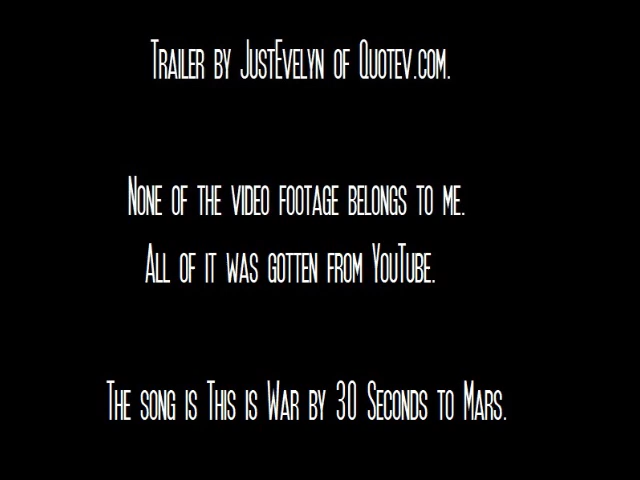 Trailer by JustEvelyn of Quotev.com.
None of the video footage belongs to me.
All of it was gotten from YouTube.
The song is This is War by 30 Seconds to Mars.